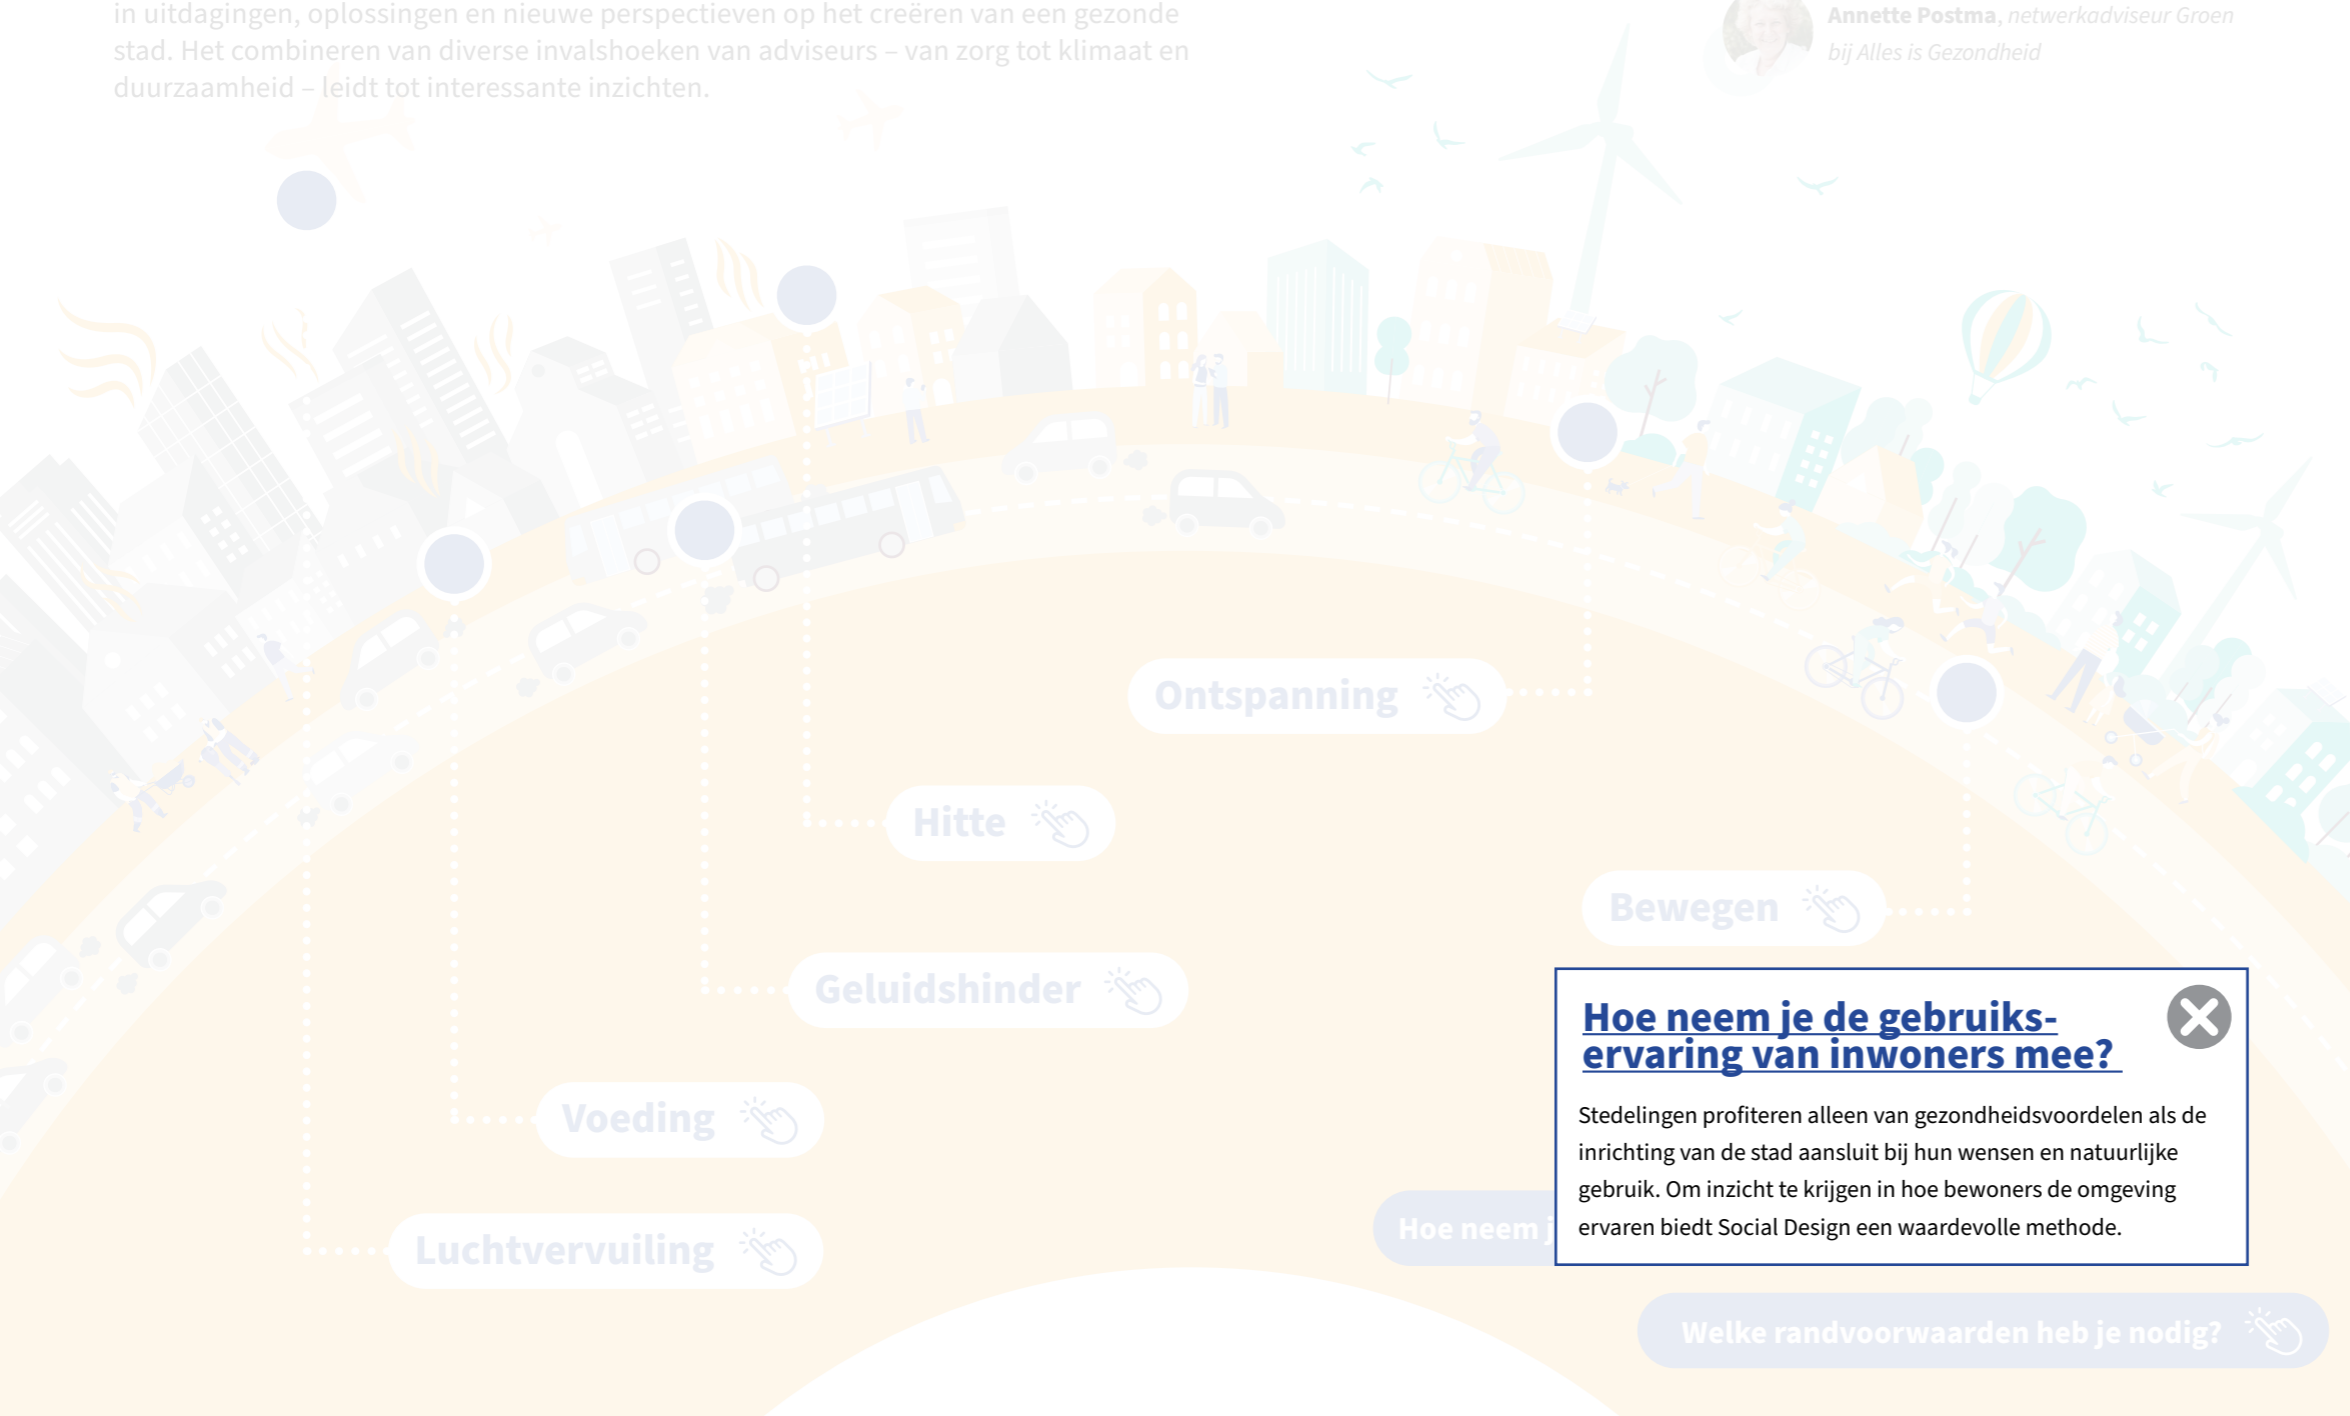 in uitdagingen, oplossingen en nieuwe perspectieven op het creëren van een gezonde
stad. Het combineren van diverse invalshoeken van adviseurs – van zorg tot klimaat en
duurzaamheid – leidt tot interessante inzichten.
Annette Postma, netwerkadviseur Groen
bij Alles is Gezondheid
Ontspanning
Hitte
Bewegen
Geluidshinder
Voeding
Luchtvervuiling
Hoe neem je de gebruiks-
ervaring van inwoners mee?
Stedelingen profiteren alleen van gezondheidsvoordelen als de
inrichting van de stad aansluit bij hun wensen en natuurlijke
gebruik. Om inzicht te krijgen in hoe bewoners de omgeving
ervaren biedt Social Design een waardevolle methode.
Hoe neem j
Welke randvoorwaarden heb je nodig?